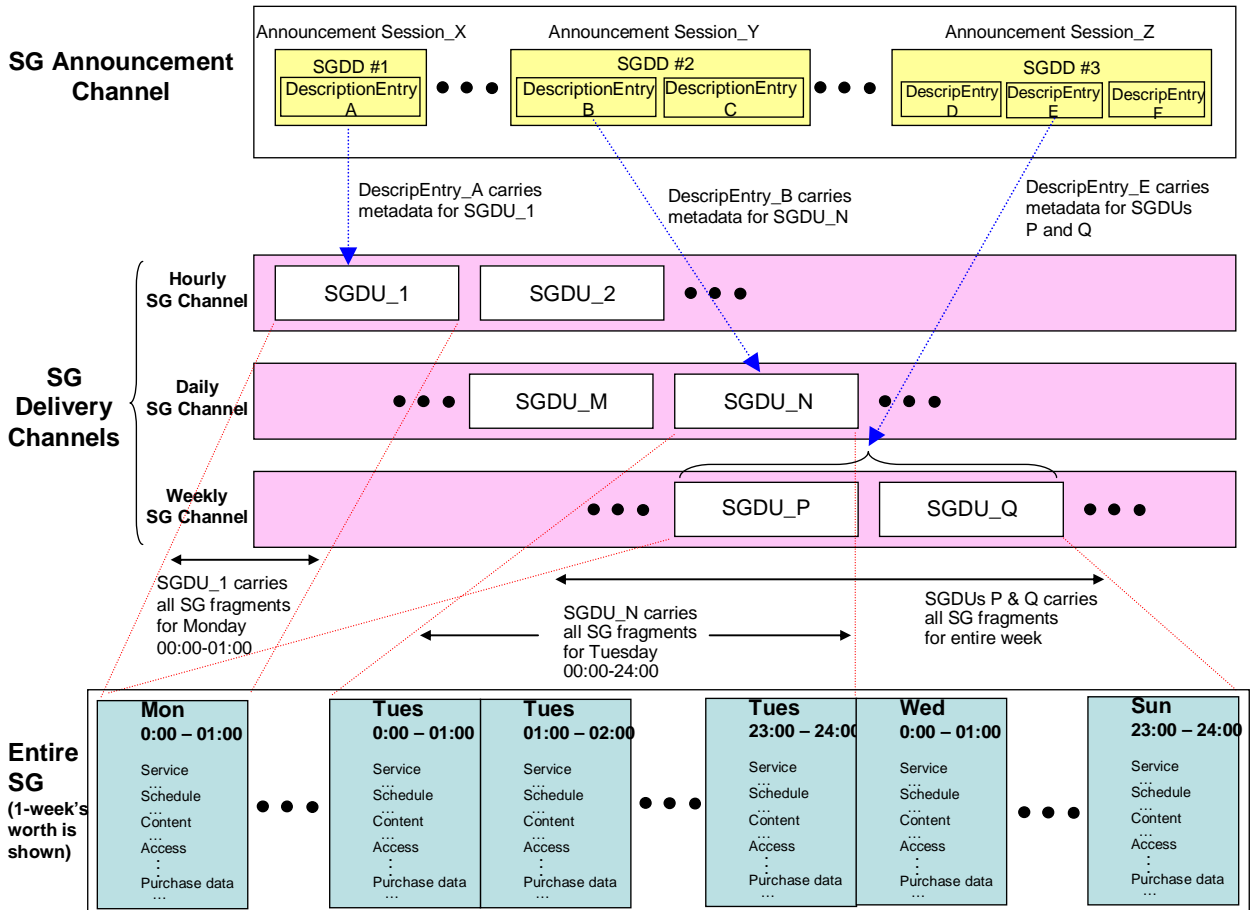 Announcement Session_X
Announcement Session_Y
Announcement Session_Z
SG Announcement
Channel
SGDD #1
DescriptionEntry
A
SGDD #2
DescriptionEntry
B
DescriptionEntry
C
SGDD #3
DescripEntry
D
DescripEntry
E
DescripEntry
F
DescripEntry_A carries
metadata for SGDU_1
DescripEntry_B carries
metadata for SGDU_N
DescripEntry_E carries
metadata for SGDUs
P and Q
SG
Delivery
Channels
Hourly
SG Channel
SGDU_1
SGDU_2
Daily
SG Channel
SGDU_M
SGDU_N
Weekly
SG Channel
SGDU_P
SGDU_Q
SGDU_1 carries
all SG fragments
for Monday
00:00-01:00
SGDU_N carries
all SG fragments
for Tuesday
00:00-24:00
SGDUs P & Q carries
all SG fragments
for entire week
Entire
SG
(1-week's
worth is
shown)
Mon
0:00 – 01:00
Service
...
Schedule
...
Content
...
Access
⋮
Purchase data
...
Tues
0:00 – 01:00
Service
...
Schedule
...
Content
...
Access
⋮
Purchase data
...
Tues
01:00 – 02:00
Service
...
Schedule
...
Content
...
Access
⋮
Purchase data
...
Tues
23:00 – 24:00
Service
...
Schedule
...
Content
...
Access
⋮
Purchase data
...
Wed
0:00 – 01:00
Service
...
Schedule
...
Content
...
Access
⋮
Purchase data
...
Sun
23:00 – 24:00
Service
...
Schedule
...
Content
...
Access
⋮
Purchase data
...